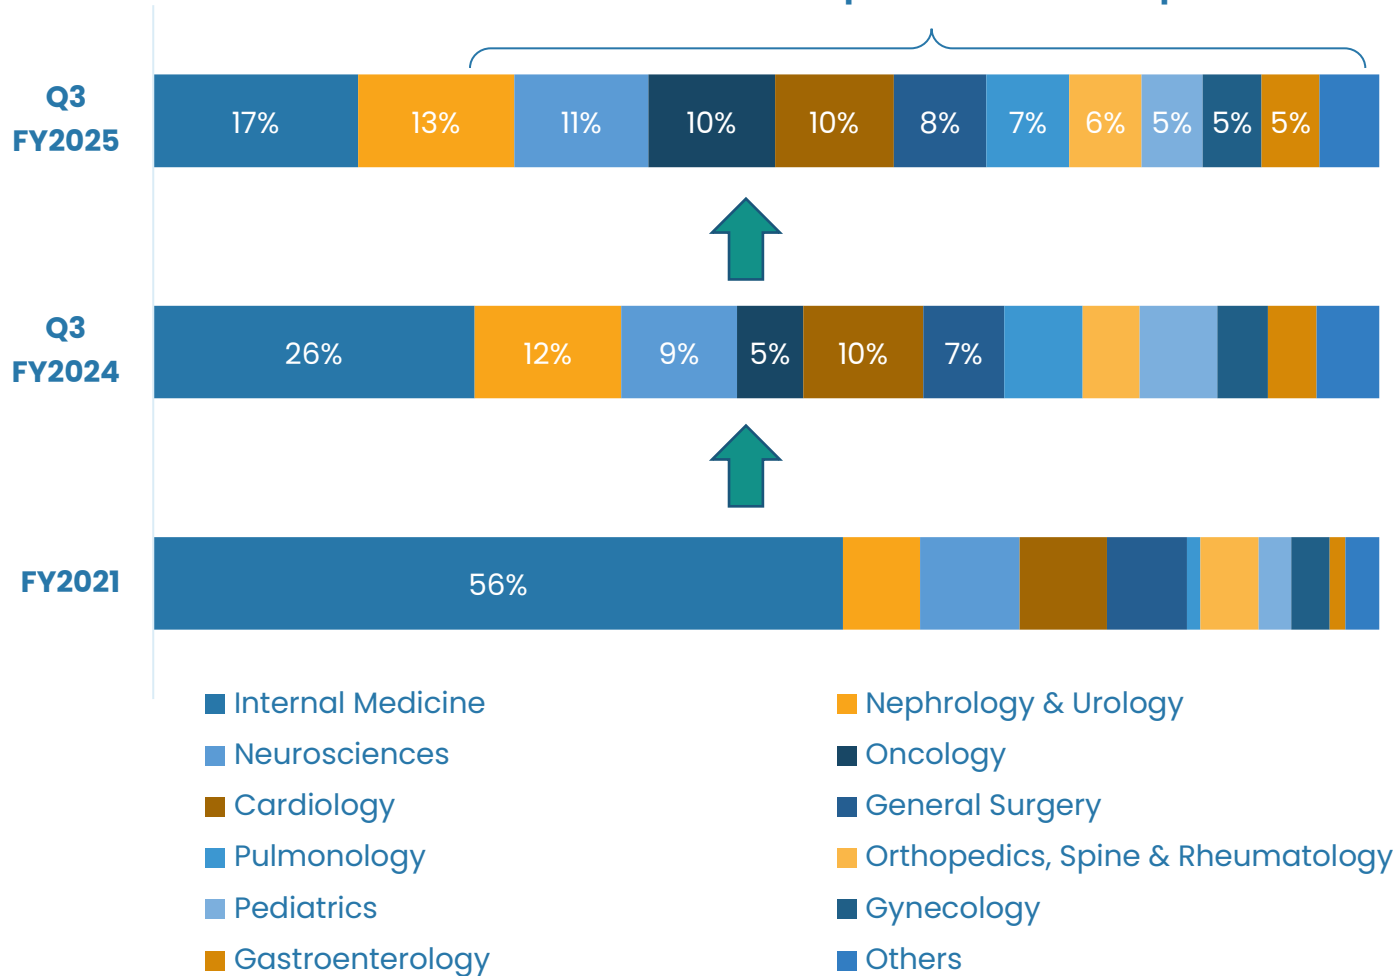 Q3
FY2025
17% 13% 11% 10% 10% 8% 7% 6% 5% 5% 5%
Q3
FY2024
26% 12% 9% 5% 10% 7%
FY2021
56%
Internal Medicine
Nephrology & Urology
Neurosciences
Oncology
Cardiology
General Surgery
Pulmonology
Orthopedics, Spine & Rheumatology
Pediatrics
Gynecology
Gastroenterology
Others